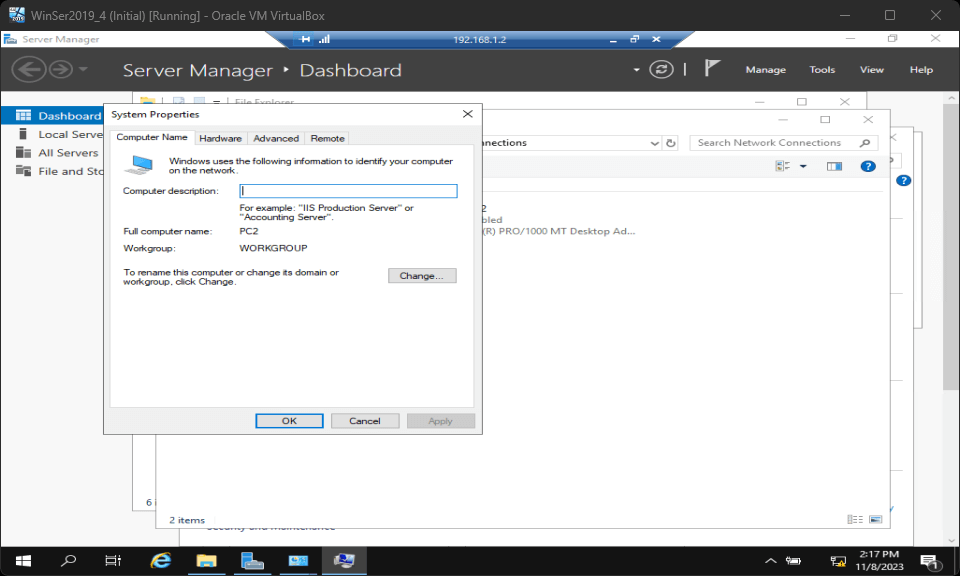 WinSer2019_4 (Initial) [Running] - Oracle VM VirtualBox
Server Manager
192.168.1.2
Server Manager • Dashboard
Manage Tools View Help
File Explorer
Dashboard
Local Serve
All Servers
File and Sto
System Properties
Computer Name Hardware Advanced Remote
Windows uses the following information to identify your computer
on the network.
Computer description:
For example: "IIS Production Server" or
"Accounting Server".
Full computer name: PC2
Workgroup: WORKGROUP
To rename this computer or change its domain or
workgroup, click Change.
Change...
OK Cancel Apply
nnections
Search Network Connections
2
bled
(R) PRO/1000 MT Desktop Ad...
6 i
2 items
Security and Maintenance
2:17 PM
11/8/2023
1